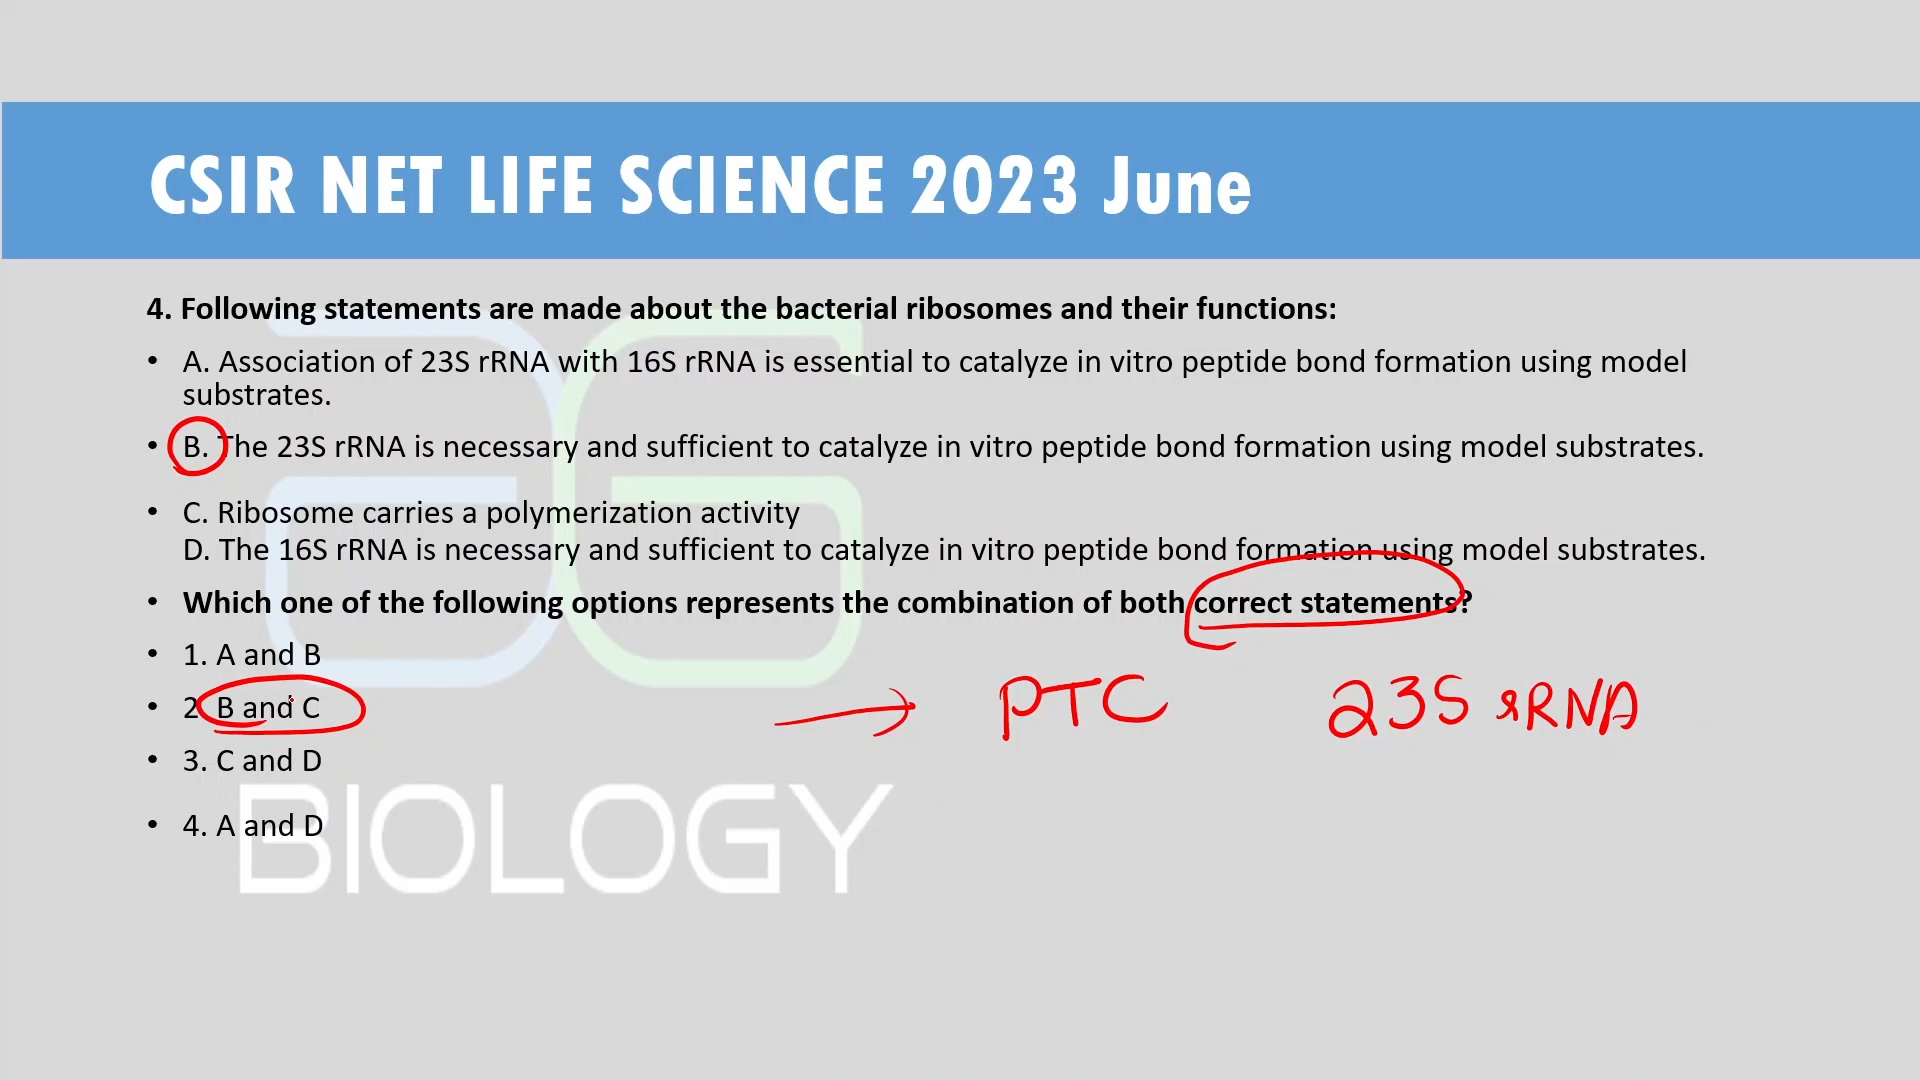 CSIR NET LIFE SCIENCE 2023 June
4. Following statements are made about the bacterial ribosomes and their functions:
• A. Association of 23S rRNA with 16S rRNA is essential to catalyze in vitro peptide bond formation using model
substrates.
• B. The 23S rRNA is necessary and sufficient to catalyze in vitro peptide bond formation using model substrates.
• C. Ribosome carries a polymerization activity
D. The 16S rRNA is necessary and sufficient to catalyze in vitro peptide bond formation using model substrates.
• Which one of the following options represents the combination of both correct statements?
• 1. A and B
• 2. B and C
→ PTC 23S rRNA
• 3. C and D
• 4. A and D
BIOLOGY